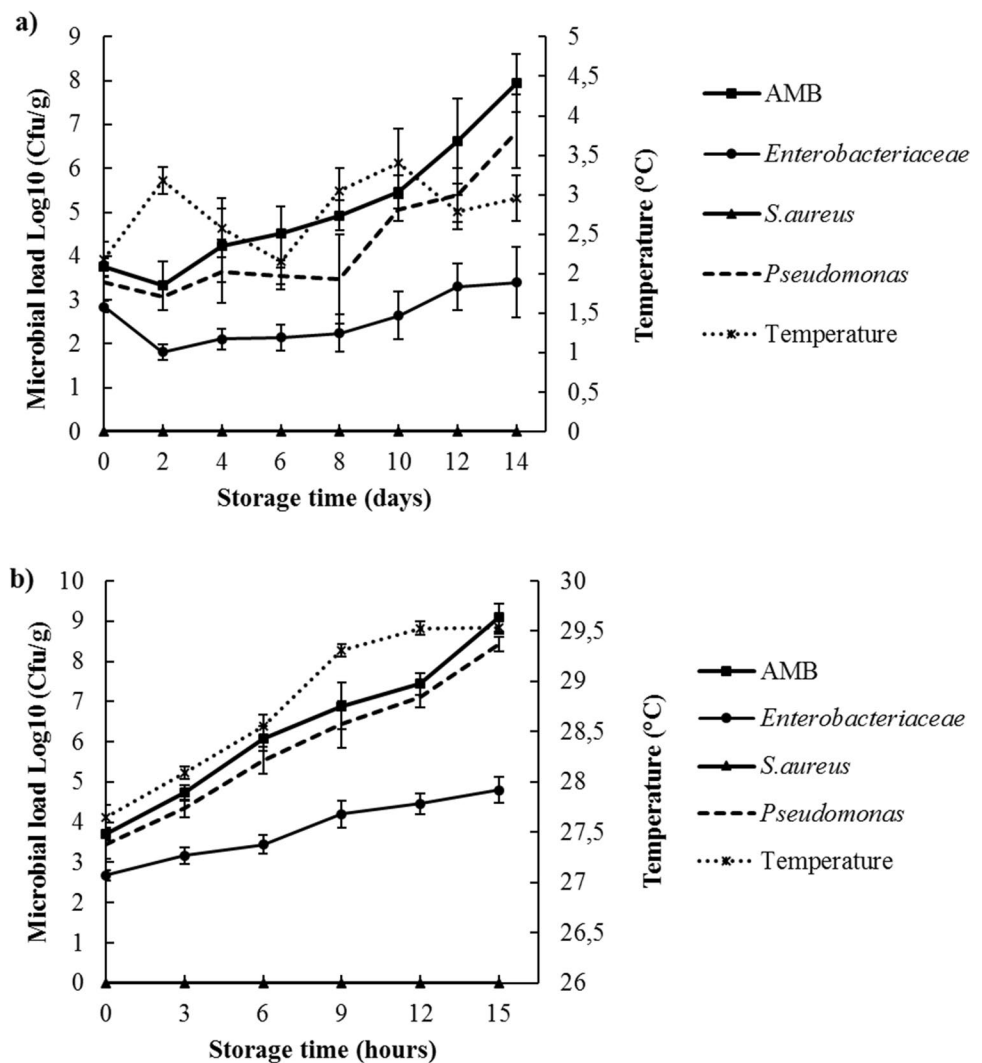 a)
Microbial load Log10 (Cfu/g)
9
8
7
6
5
4
3
2
1
0
0 2 4 6 8 10 12 14
Storage time (days)
5
4,5
4
3,5
3
2,5
2
1,5
1
0,5
0
Temperature (°C)
AMB
Enterobacteriaceae
S.aureus
Pseudomonas
Temperature
b)
Microbial load Log10 (Cfu/g)
10
9
8
7
6
5
4
3
2
1
0
0 3 6 9 12 15
Storage time (hours)
30
29,5
29
28,5
28
27,5
27
26,5
26
Temperature (°C)
AMB
Enterobacteriaceae
S.aureus
Pseudomonas
Temperature